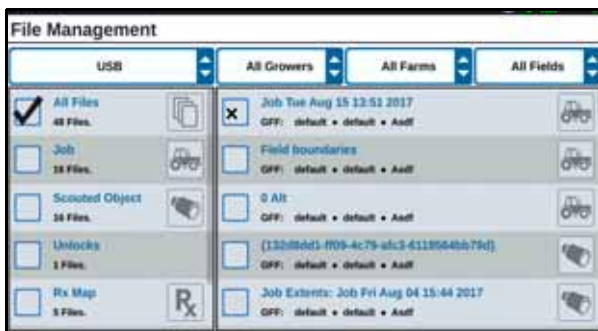 File Management
USB
All Growers
All Farms
All Fields
All Files
48 Files.
Job
18 Files.
Scouted Object
16 Files.
Unlocks
1 Files.
Rx Map
5 Files.
Rx
Job Tue Aug 15 13:51 2017
GFF: default • default • Asdf
Field boundaries
GFF: default • default • Asdf
0 Alt
GFF: default • default • Asdf
GFF: default • default • Asdf
Job Extents: Job Fri Aug 04 15:44 2017
GFF: default • default • Asdf